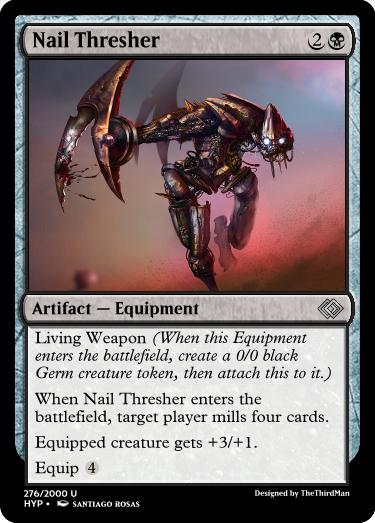 Nail Thresher 2
Artifact — Equipment
Living Weapon (When this Equipment
enters the battlefield, create a 0/0 black
Germ creature token, then attach this to it.)
When Nail Thresher enters the
battlefield, target player mills four cards.
Equipped creature gets +3/+1.
Equip 4
276/2000 U
HYP • SANTIAGO ROSAS
Designed by TheThirdMan